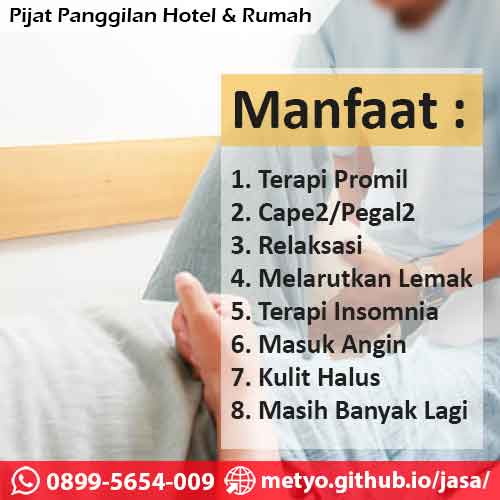 Pijat Panggilan Hotel & Rumah
Manfaat :
1. Terapi Promil
2. Cape2/Pegal2
3. Relaksasi
4. Melarutkan Lemak
5. Terapi Insomnia
6. Masuk Angin
7. Kulit Halus
8. Masih Banyak Lagi
0899-5654-009 metyo.github.io/jasa/